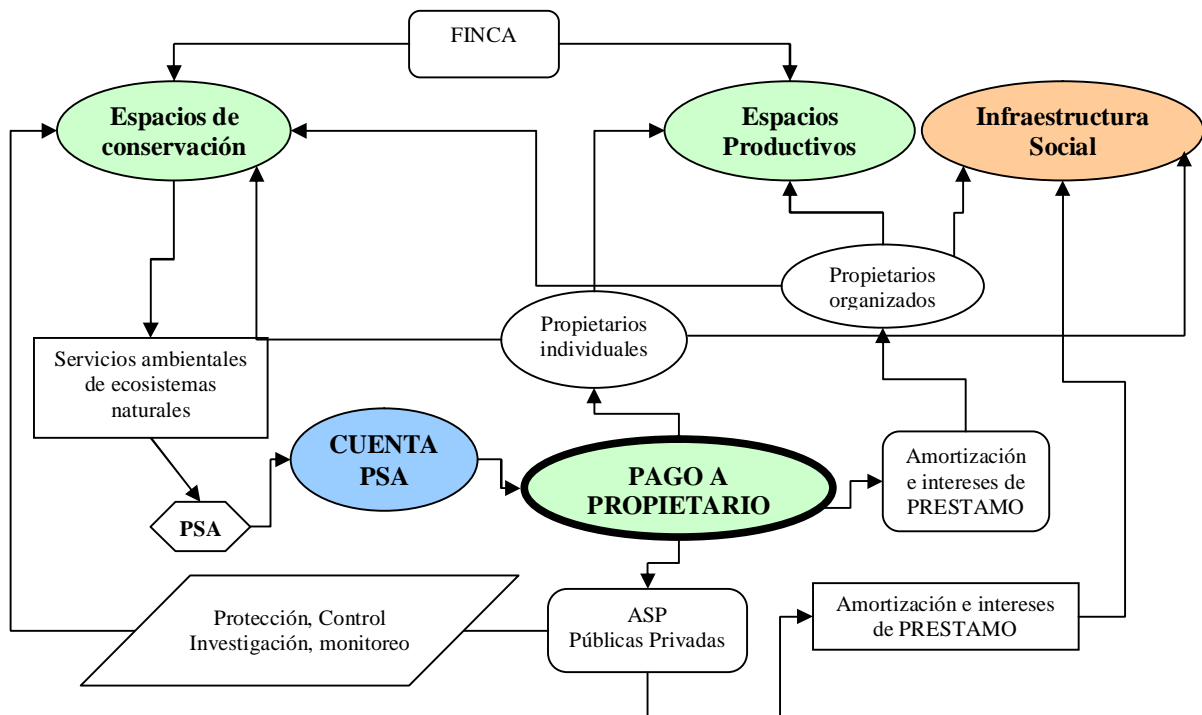 FINCA
Espacios de
conservación
Espacios
Productivos
Infraestructura
Social
Propietarios
organizados
Propietarios
individuales
Servicios ambientales
de ecosistemas
naturales
CUENTA
PSA
PAGO A
PROPIETARIO
Amortización
e intereses de
PRESTAMO
PSA
Protección, Control
Investigación, monitoreo
ASP
Públicas Privadas
Amortización e intereses
de PRESTAMO